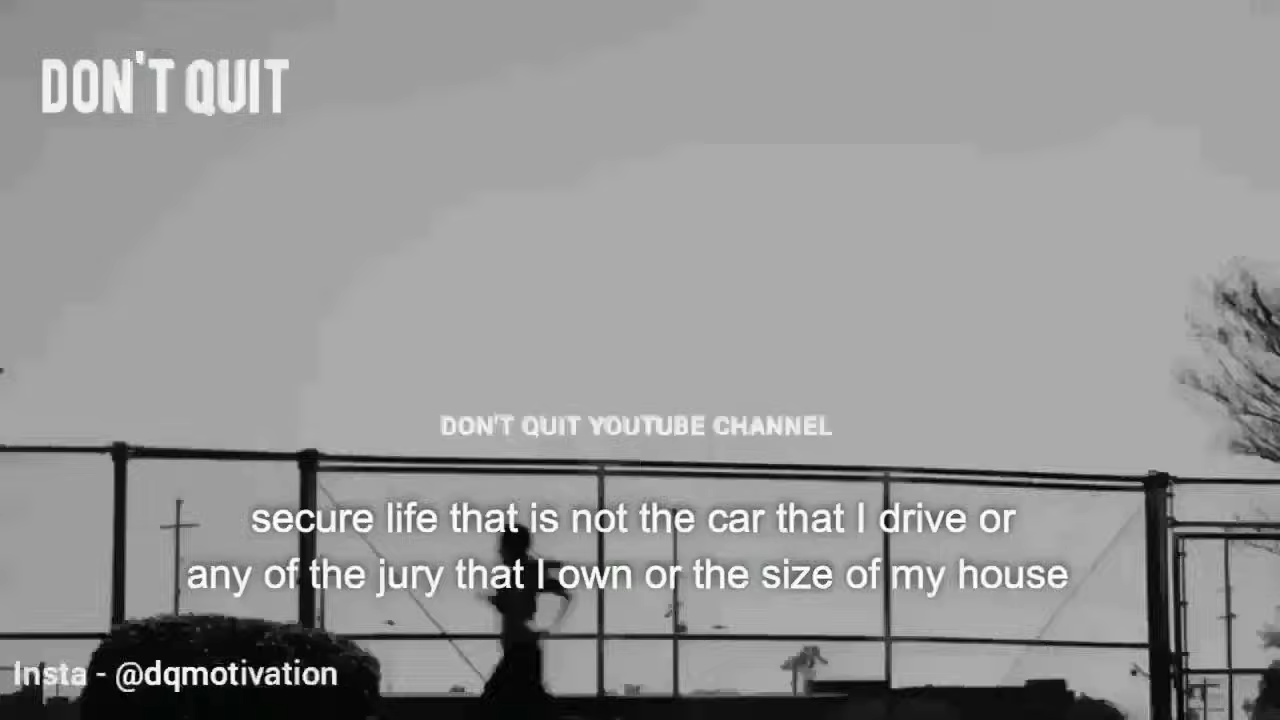 DON'T QUIT
DON'T QUIT YOUTUBE CHANNEL
secure life that is not the car that I drive or
any of the jury that I own or the size of my house
Insta - @dqmotivation